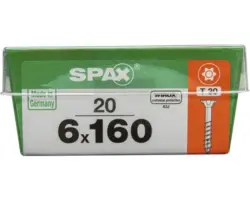 SPAX
Made in
Germany
T 30
WIROX
20
6x160